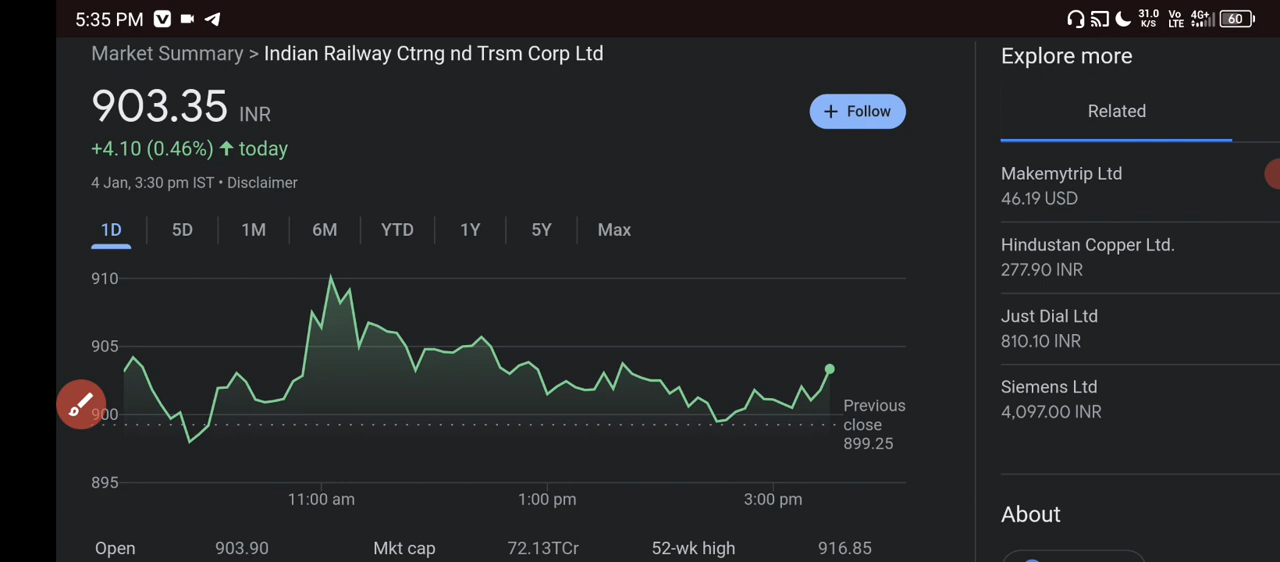 5:35 PM
31.0 K/S Vo LTE 4G+ 60
Market Summary > Indian Railway Ctrng nd Trsm Corp Ltd
903.35 INR
+ Follow
+4.10 (0.46%) ↑ today
4 Jan, 3:30 pm IST • Disclaimer
1D 5D 1M 6M YTD 1Y 5Y Max
910
905
900
895
Previous
close
899.25
11:00 am 1:00 pm 3:00 pm
Open 903.90 Mkt cap 72.13TCr 52-wk high 916.85
Explore more
Related
Makemytrip Ltd
46.19 USD
Hindustan Copper Ltd.
277.90 INR
Just Dial Ltd
810.10 INR
Siemens Ltd
4,097.00 INR
About